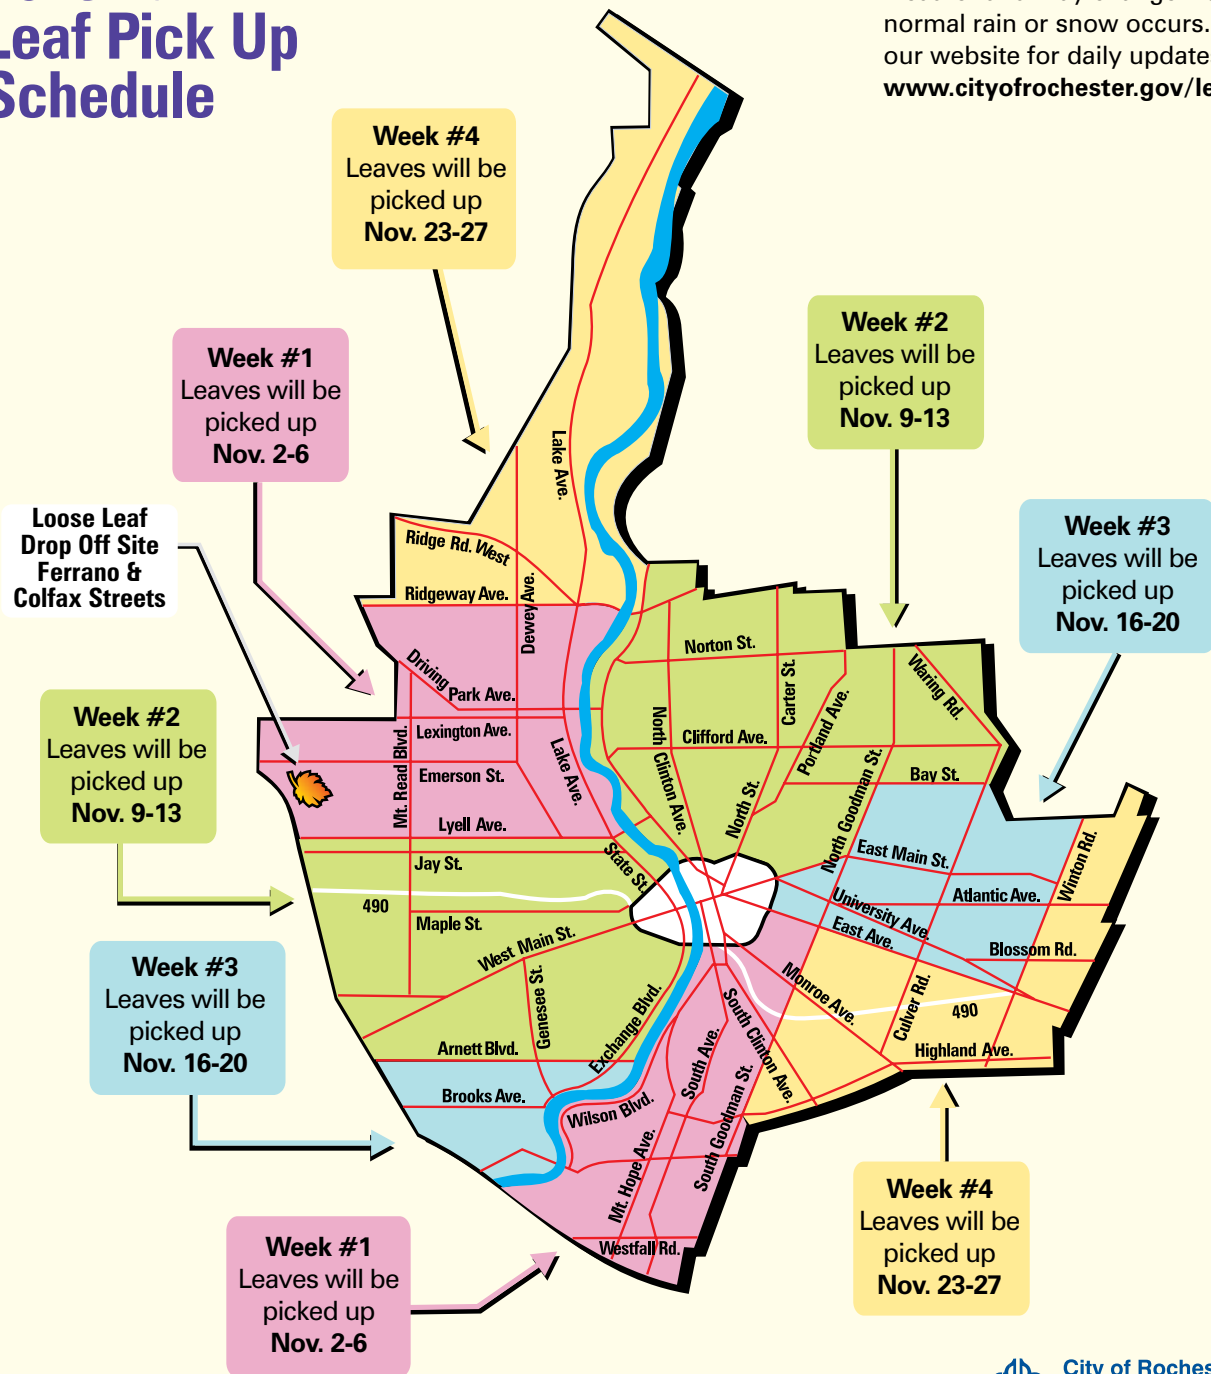 Leaf Pick Up
Schedule
normal rain or snow occurs.
our website for daily update
www.cityofrochester.gov/le
Week #4
Leaves will be
picked up
Nov. 23-27
Week #2
Leaves will be
picked up
Nov. 9-13
Week #1
Leaves will be
picked up
Nov. 2-6
Week #3
Leaves will be
picked up
Nov. 16-20
Loose Leaf
Drop Off Site
Ferrano &
Colfax Streets
Week #2
Leaves will be
picked up
Nov. 9-13
Week #3
Leaves will be
picked up
Nov. 16-20
Week #1
Leaves will be
picked up
Nov. 2-6
Week #4
Leaves will be
picked up
Nov. 23-27
Lake Ave.
Ridge Rd. West
Ridgeway Ave.
Dewey Ave.
Driving
Park Ave.
Lexington Ave.
Mt. Read Blvd.
Emerson St.
Lake Ave.
Lyell Ave.
Jay St.
State St.
490
Maple St.
West Main St.
Genesee St.
Exchange Blvd.
Arnett Blvd.
Brooks Ave.
Wilson Blvd.
Norton St.
Carter St.
Portland Ave.
Waring Rd.
North Clinton Ave.
Clifford Ave.
North St.
North Goodman St.
Bay St.
East Main St.
Winton Rd.
Atlantic Ave.
University Ave.
East Ave.
Blossom Rd.
Monroe Ave.
Culver Rd.
490
Highland Ave.
South Clinton Ave.
South Ave.
South Goodman St.
Mt. Hope Ave.
Westfall Rd.
City of Roches